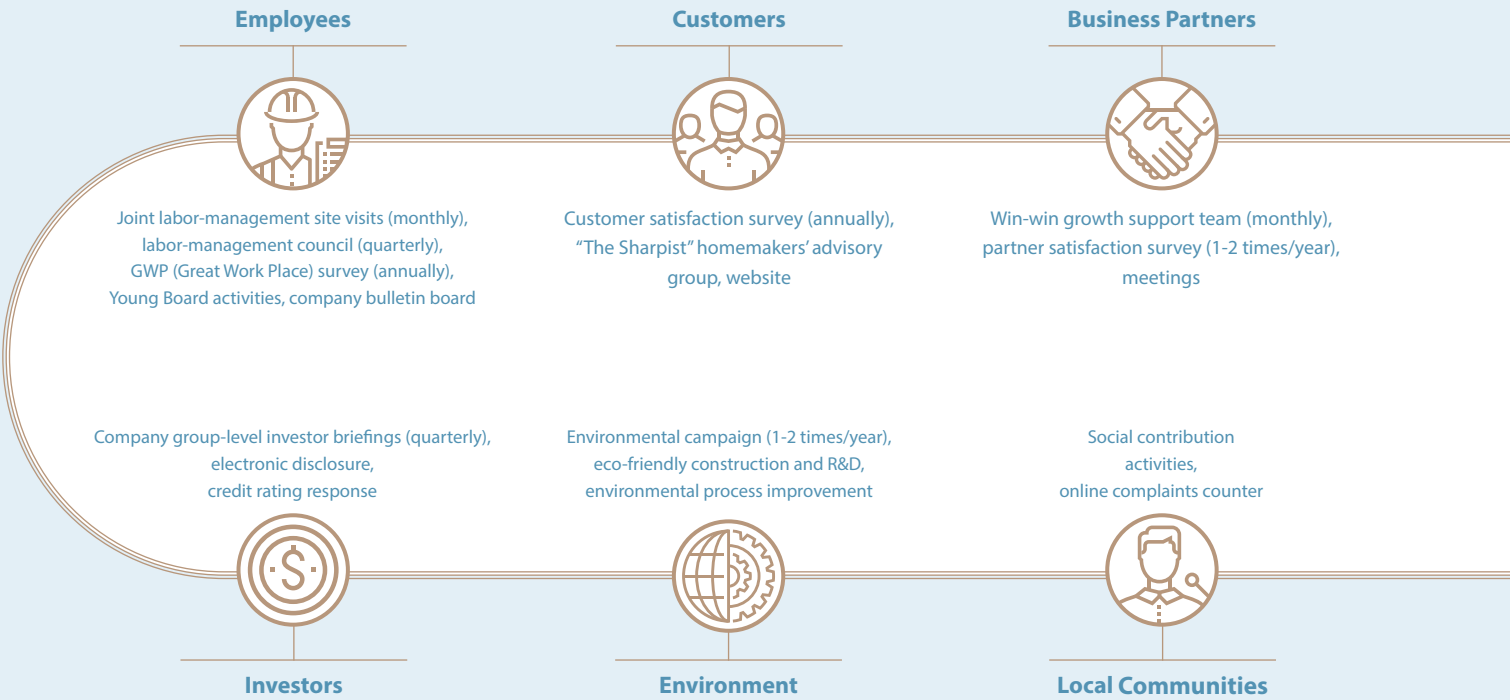 Employees
Joint labor-management site visits (monthly),
labor-management council (quarterly),
GWP (Great Work Place) survey (annually),
Young Board activities, company bulletin board
Customers
Customer satisfaction survey (annually),
“The Sharpist” homemakers’ advisory
group, website
Business Partners
Win-win growth support team (monthly),
partner satisfaction survey (1-2 times/year),
meetings
Company group-level investor briefings (quarterly),
electronic disclosure,
credit rating response
Investors
Environmental campaign (1-2 times/year),
eco-friendly construction and R&D,
environmental process improvement
Environment
Social contribution
activities,
online complaints counter
Local Communities